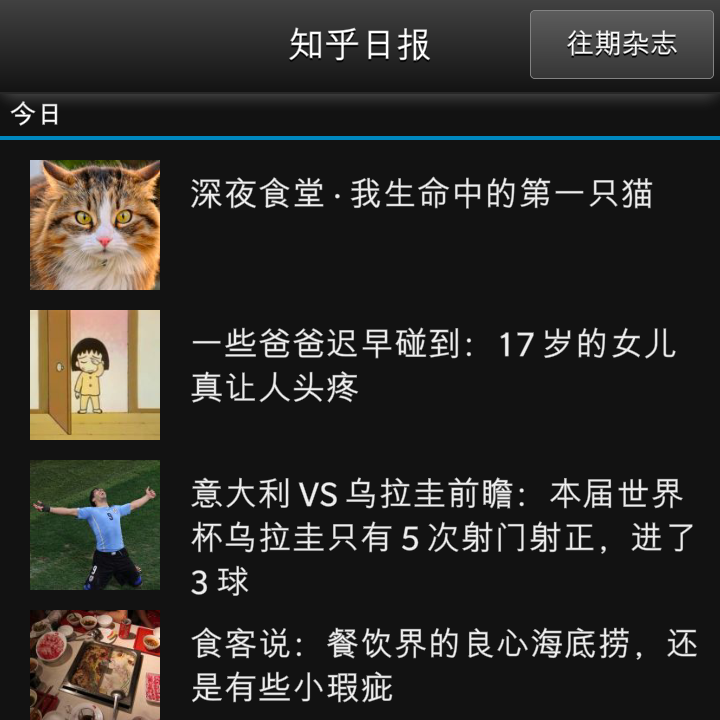 知乎日报
往期杂志
今日
深夜食堂 · 我生命中的第一只猫
一些爸爸迟早碰到：17 岁的女儿
真让人头疼
意大利 VS 乌拉圭前瞻：本届世界
杯乌拉圭只有 5 次射门射正，进了
3 球
食客说：餐饮界的良心海底捞，还
是有些小瑕疵